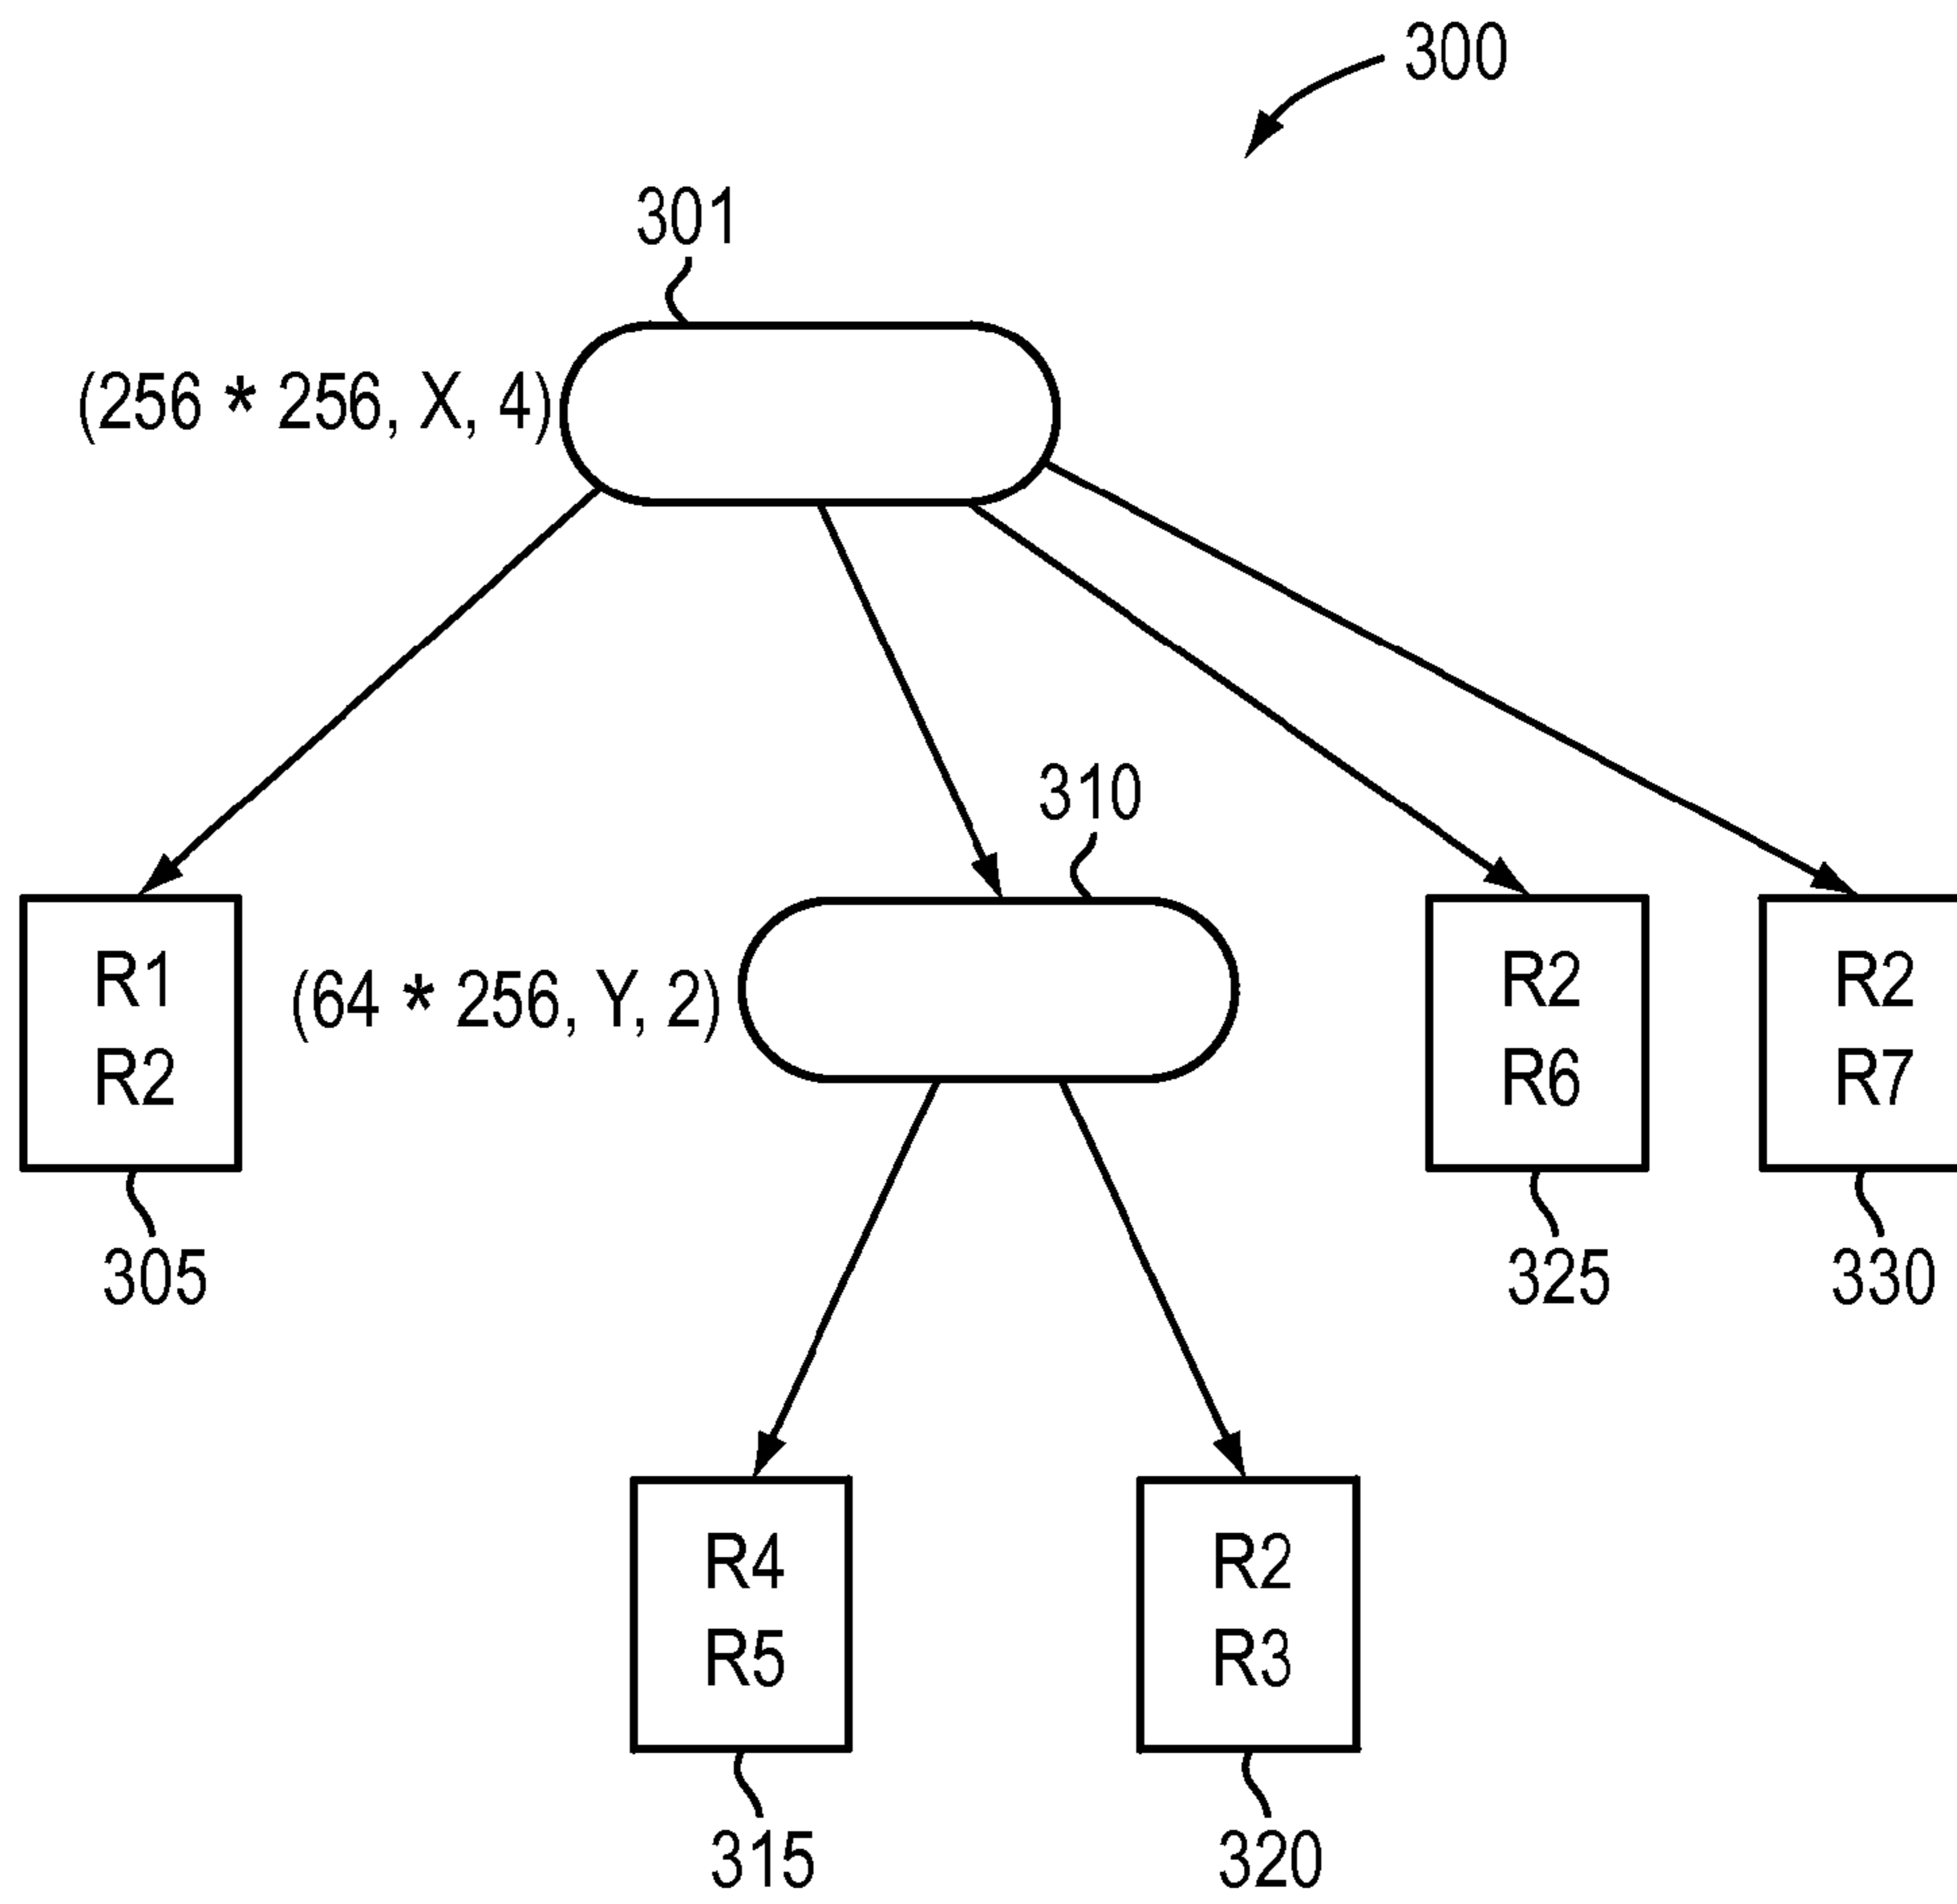 300
301
(256 * 256, X, 4)
310
R1
R2
(64 * 256, Y, 2)
R2
R6
R2
R7
305
325
330
R4
R5
R2
R3
315
320